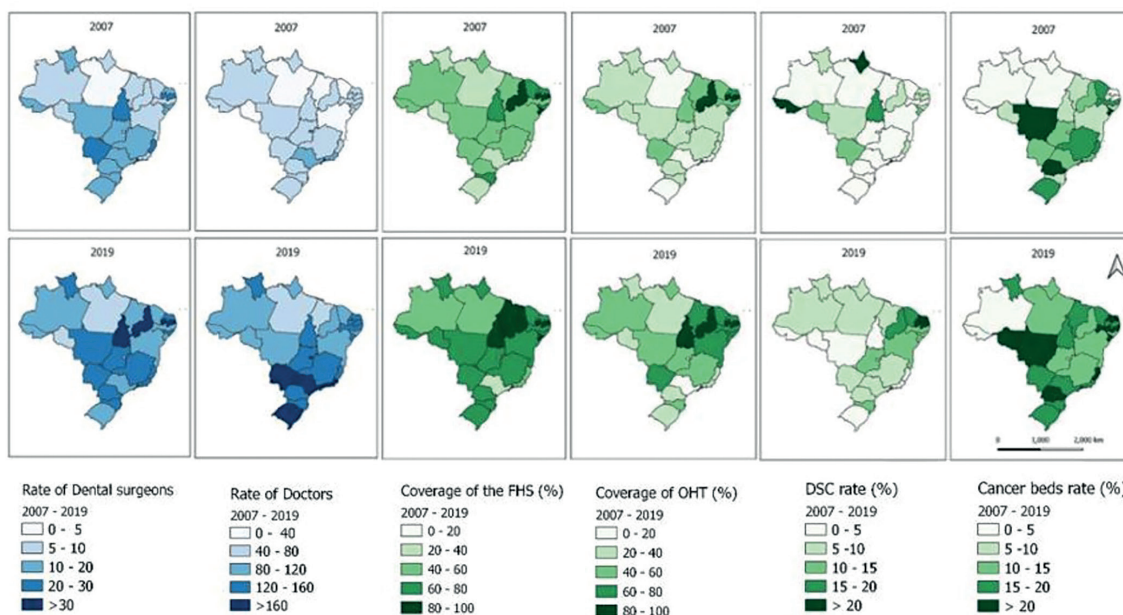 2007
2007
2007
2007
2007
2007
2019
2019
2019
2019
2019
2019
0 1,000 2,000 km
Rate of Dental surgeons
2007 - 2019
0 - 5
5 - 10
10 - 20
20 - 30
>30
Rate of Doctors
2007 - 2019
0 - 40
40 - 80
80 - 120
120 - 160
>160
Coverage of the FHS (%)
2007 - 2019
0 - 20
20 - 40
40 - 60
60 - 80
80 - 100
Coverage of OHT (%)
2007 - 2019
0 - 20
20 - 40
40 - 60
60 - 80
80 - 100
DSC rate (%)
2007 - 2019
0 - 5
5 -10
10 - 15
15 - 20
> 20
Cancer beds rate (%)
2007 - 2019
0 - 5
5 -10
10 - 15
15 - 20
> 20